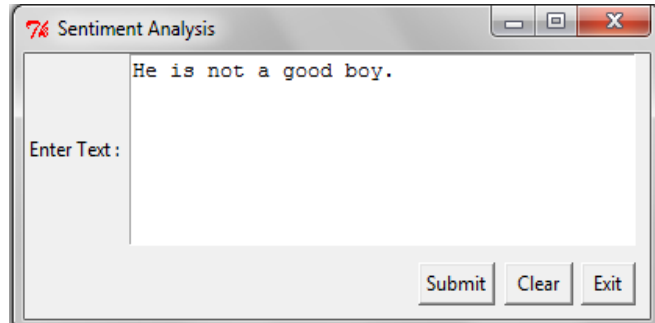 Sentiment Analysis
He is not a good boy.
Enter Text :
Submit Clear Exit